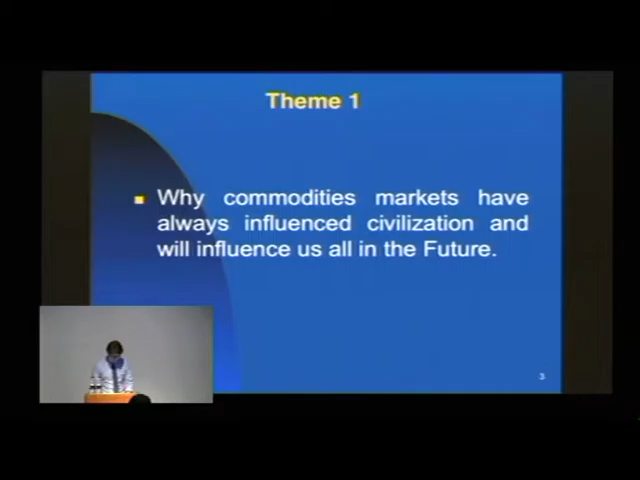 Theme 1
Why commodities markets have
always influenced civilization and
will influence us all in the Future.
3